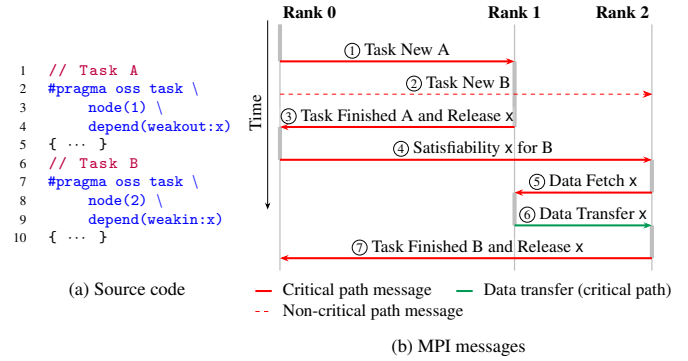 1 // Task A
2 #pragma oss task \
3 node(1) \
4 depend(weakout:x)
5 { ... }
6 // Task B
7 #pragma oss task \
8 node(2) \
9 depend(weakin:x)
10 { ... }
(a) Source code
Rank 0 Rank 1 Rank 2
Time
① Task New A
② Task New B
③ Task Finished A and Release x
④ Satisfiability x for B
⑤ Data Fetch x
⑥ Data Transfer x
⑦ Task Finished B and Release x
Critical path message Data transfer (critical path)
Non-critical path message
(b) MPI messages